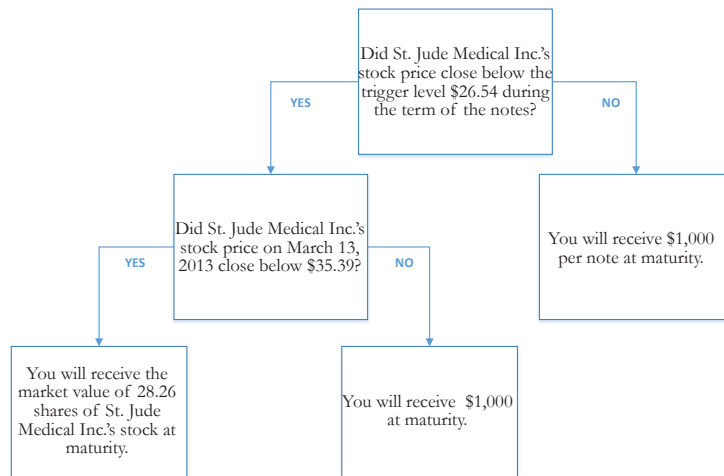 Did St. Jude Medical Inc.'s
stock price close below the
trigger level $26.54 during
the term of the notes?
YES
NO
Did St. Jude Medical Inc.'s
stock price on March 13,
2013 close below $35.39?
You will receive $1,000
per note at maturity.
YES
NO
You will receive the
market value of 28.26
shares of St. Jude
Medical Inc.'s stock at
maturity.
You will receive $1,000
at maturity.